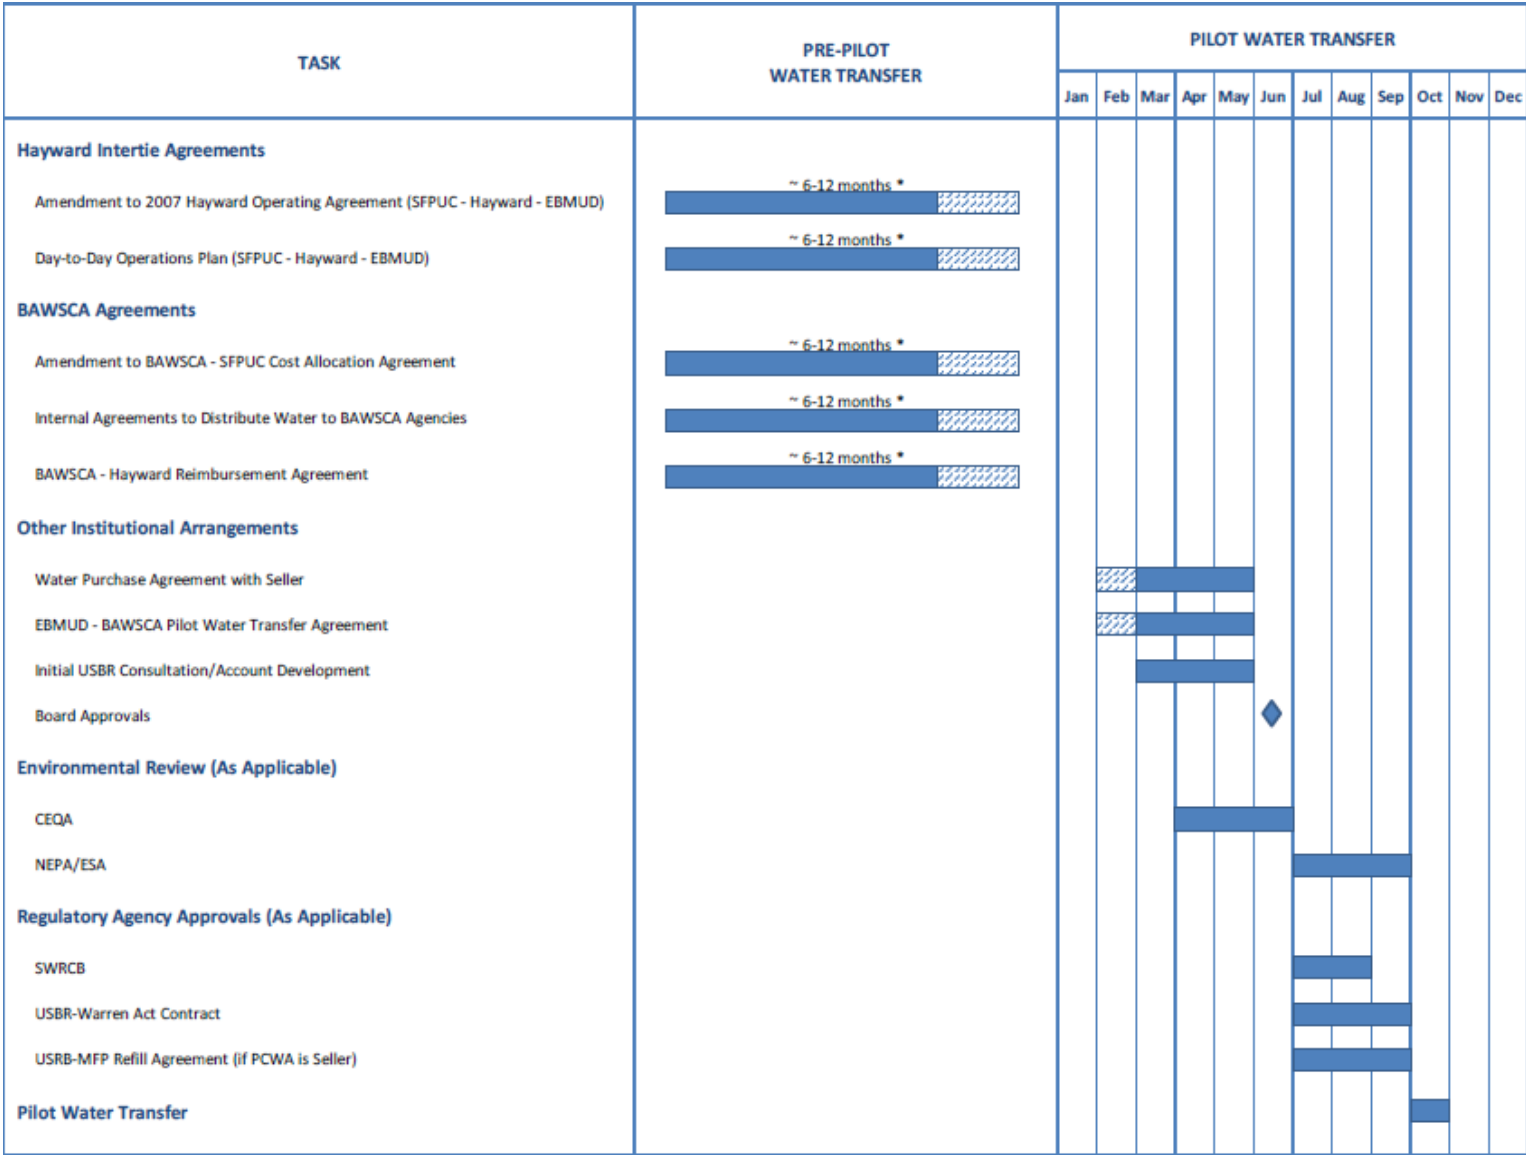 TASK
PRE-PILOT
WATER TRANSFER
PILOT WATER TRANSFER
Jan Feb Mar Apr May Jun Jul Aug Sep Oct Nov Dec
Hayward Intertie Agreements
~ 6-12 months *
Amendment to 2007 Hayward Operating Agreement (SFPUC - Hayward - EBMUD)
~ 6-12 months *
Day-to-Day Operations Plan (SFPUC - Hayward - EBMUD)
BAWSCA Agreements
~ 6-12 months *
Amendment to BAWSCA - SFPUC Cost Allocation Agreement
~ 6-12 months *
Internal Agreements to Distribute Water to BAWSCA Agencies
~ 6-12 months *
BAWSCA - Hayward Reimbursement Agreement
Other Institutional Arrangements
Water Purchase Agreement with Seller
EBMUD - BAWSCA Pilot Water Transfer Agreement
Initial USBR Consultation/Account Development
Board Approvals
Environmental Review (As Applicable)
CEQA
NEPA/ESA
Regulatory Agency Approvals (As Applicable)
SWRCB
USBR-Warren Act Contract
USRB-MFP Refill Agreement (if PCWA is Seller)
Pilot Water Transfer